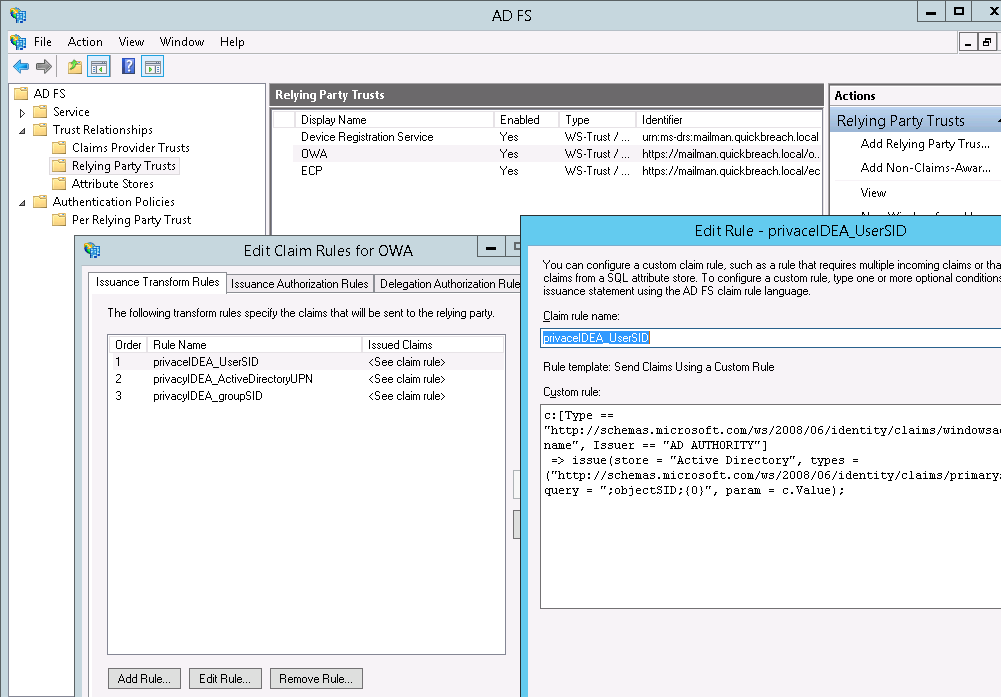 AD FS
File Action View Window Help
AD FS
Service
Trust Relationships
Claims Provider Trusts
Relying Party Trusts
Attribute Stores
Authentication Policies
Per Relying Party Trust
Relying Party Trusts
Display Name Enabled Type Identifier
Device Registration Service Yes WS-Trust / ... urn:ms-drs:mailman.quickbreach.local
OWA Yes WS-Trust / ... https://mailman.quickbreach.local/o..
ECP Yes WS-Trust / ... https://mailman.quickbreach.local/ec
Actions
Relying Party Trusts
Add Relying Party Trus...
Add Non-Claims-Awar...
View
Edit Claim Rules for OWA
Issuance Transform Rules Issuance Authorization Rules Delegation Authorization Rule
The following transform rules specify the claims that will be sent to the relying party.
Order Rule Name Issued Claims
1 privaceIDEA_UserSID <See claim rule>
2 privacyIDEA_ActiveDirectoryUPN <See claim rule>
3 privacyIDEA_groupSID <See claim rule>
Add Rule... Edit Rule... Remove Rule...
Edit Rule - privaceIDEA_UserSID
You can configure a custom claim rule, such as a rule that requires multiple incoming claims or tha
claims from a SQL attribute store. To configure a custom rule, type one or more optional conditions
issuance statement using the AD FS claim rule language.
Claim rule name:
privaceIDEA_UserSID
Rule template: Send Claims Using a Custom Rule
Custom rule:
c:[Type ==
"http://schemas.microsoft.com/ws/2008/06/identity/claims/windowsac
name", Issuer == "AD AUTHORITY"]
=> issue(store = "Active Directory", types =
("http://schemas.microsoft.com/ws/2008/06/identity/claims/primarys
query = ";objectSID;{0}", param = c.Value);